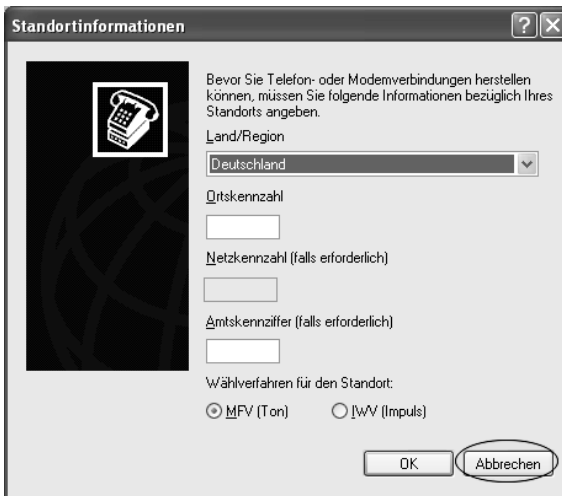 Standortinformationen
Bevor Sie Telefon- oder Modemverbindungen herstellen
können, müssen Sie folgende Informationen bezüglich Ihres
Standorts angeben.
Land/Region
Deutschland
Ortskennzahl
Netzkennzahl (falls erforderlich)
Amtskennziffer (falls erforderlich)
Wählverfahren für den Standort:
MFV (Ton) IWV (Impuls)
OK Abbrechen